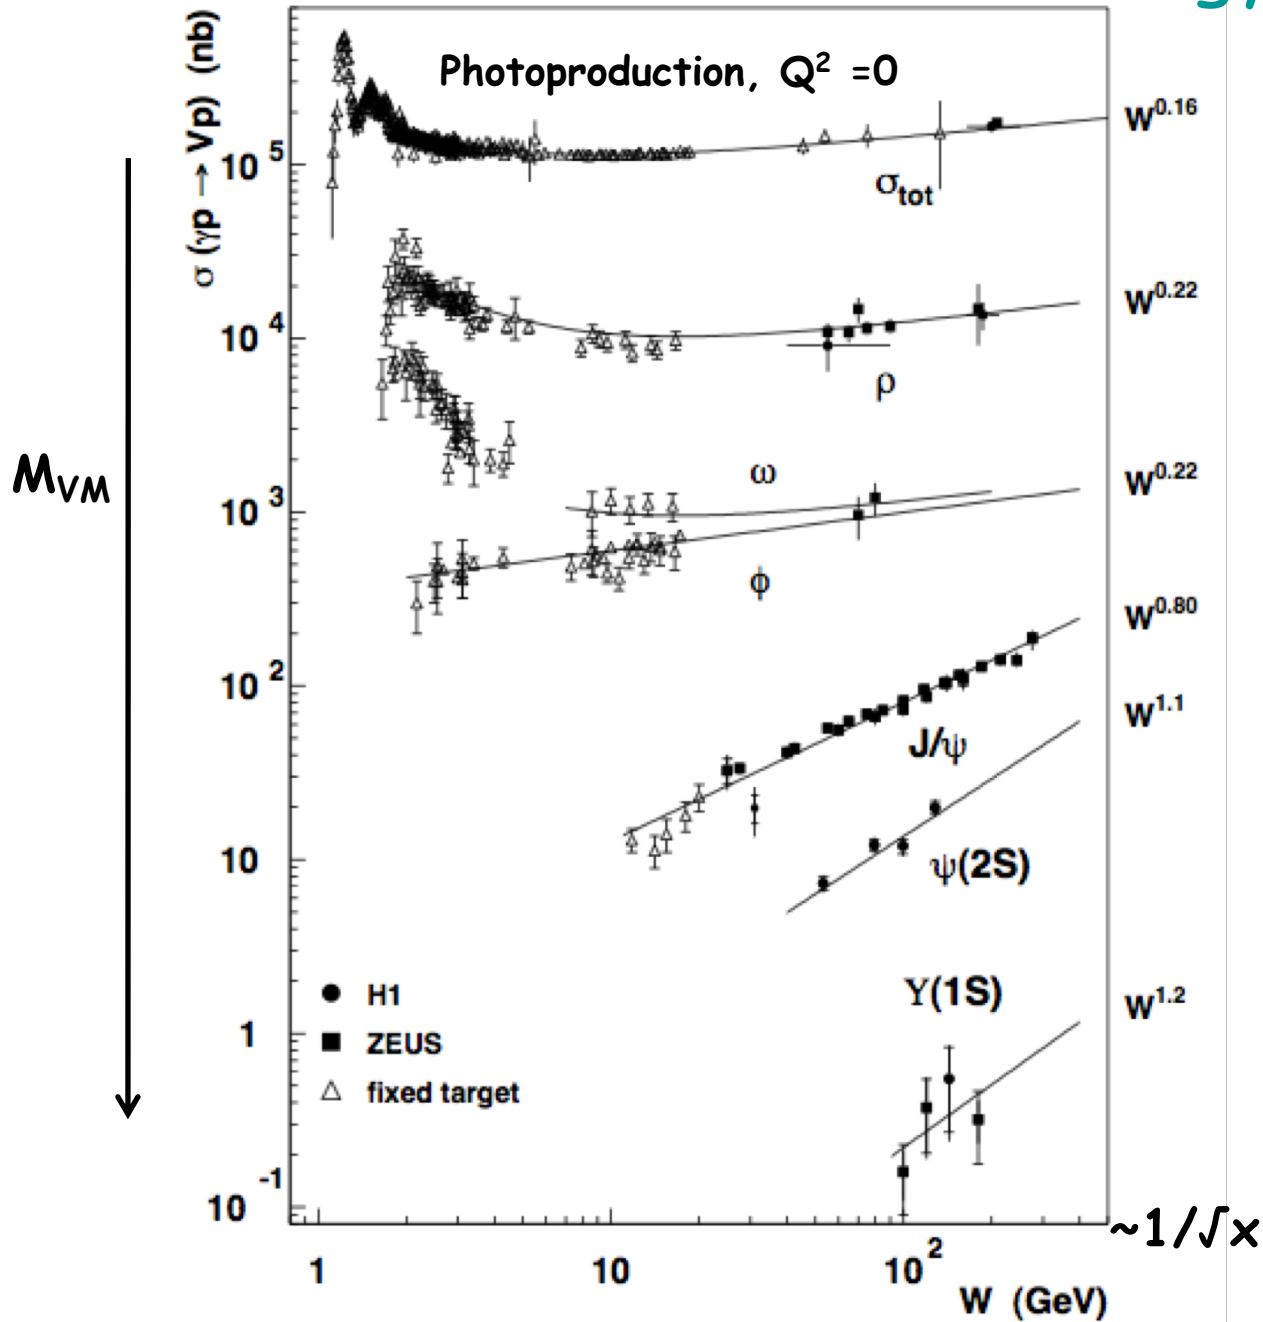 Photoproduction, Q² =0
σ (γp → Vp) (nb)
10⁵
10⁴
10³
10²
10
1
10⁻¹
M_VM
σ_tot
W^0.16
ρ
W^0.22
ω
W^0.22
φ
W^0.80
J/ψ
W^1.1
ψ(2S)
Υ(1S)
W^1.2
H1
ZEUS
fixed target
~1/√x
1 10 10²
W (GeV)